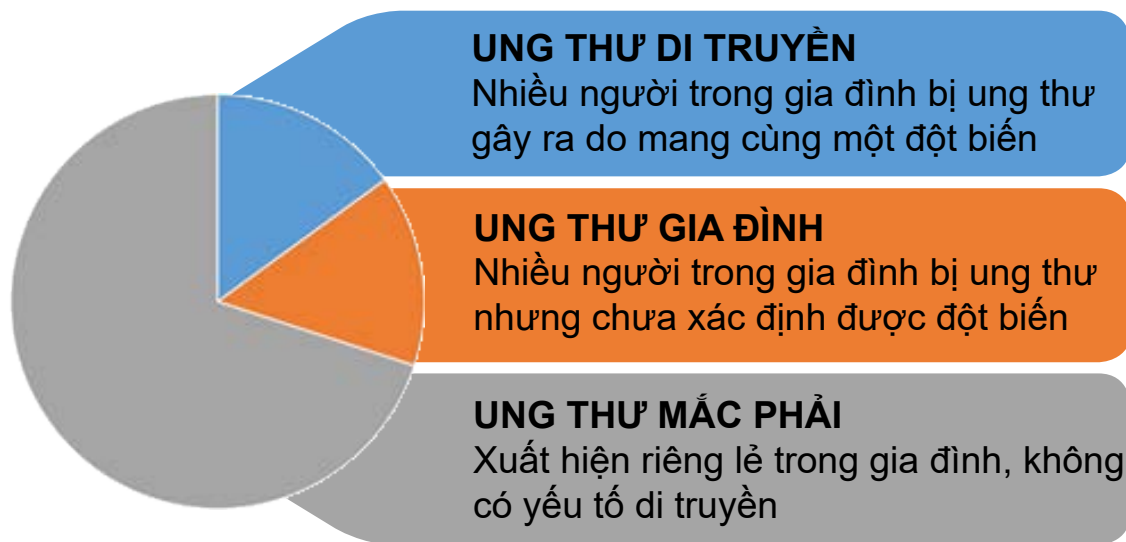 UNG THƯ DI TRUYỀN
Nhiều người trong gia đình bị ung thư
gây ra do mang cùng một đột biến
UNG THƯ GIA ĐÌNH
Nhiều người trong gia đình bị ung thư
nhưng chưa xác định được đột biến
UNG THƯ MẮC PHẢI
Xuất hiện riêng lẻ trong gia đình, không
có yếu tố di truyền